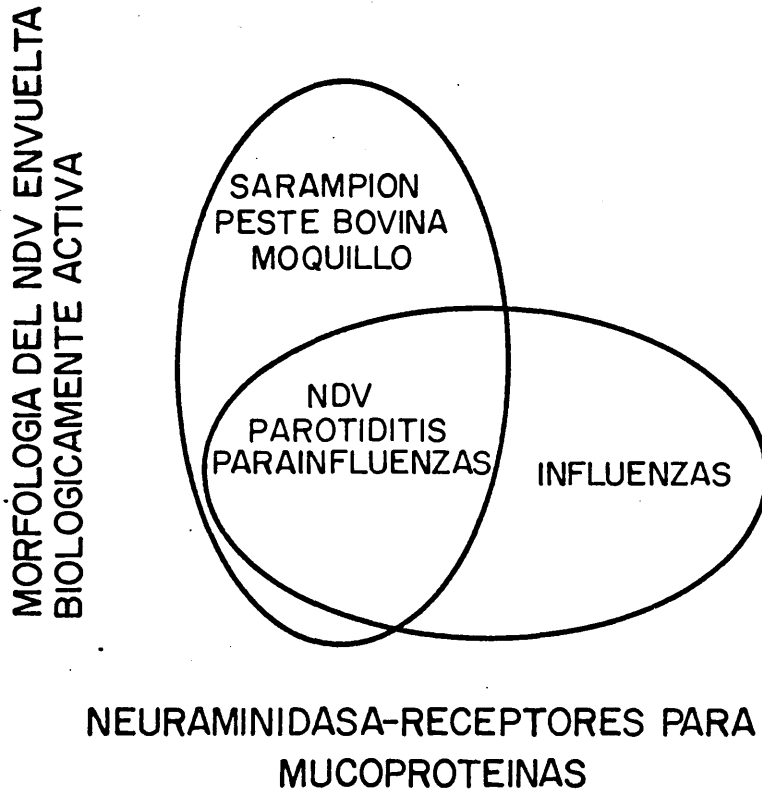 MORFOLOGIA DEL NDV ENVUELTA
BIOLOGICAMENTE ACTIVA
SARAMPION
PESTE BOVINA
MOQUILLO
NDV
PAROTIDITIS
PARAINFLUENZAS
INFLUENZAS
NEURAMINIDASA-RECEPTORES PARA
MUCOPROTEINAS